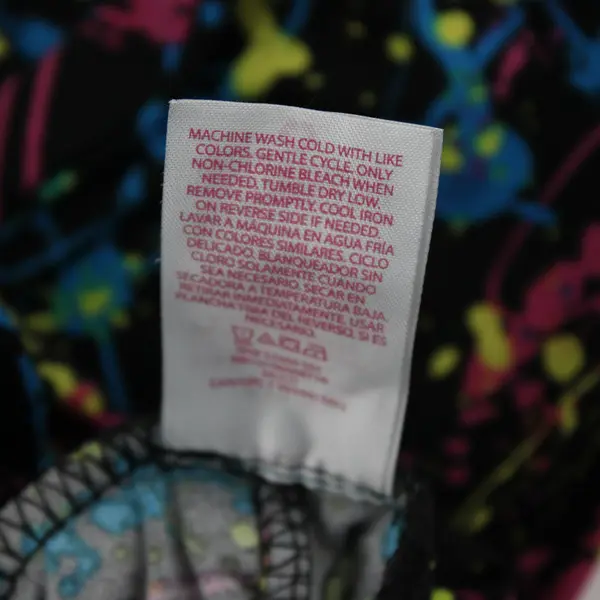 MACHINE WASH COLD WITH LIKE
COLORS. GENTLE CYCLE. ONLY
NON-CHLORINE BLEACH WHEN
NEEDED. TUMBLE DRY LOW.
REMOVE PROMPTLY. COOL IRON
ON REVERSE SIDE IF NEEDED.
LAVAR A MÁQUINA EN AGUA FRÍA
CON COLORES SIMILARES. CICLO
DELICADO. BLANQUEADOR SIN
CLORO SOLAMENTE CUANDO
SEA NECESARIO. SECAR EN
SECADORA A TEMPERATURA BAJA.
RETIRAR INMEDIATAMENTE. USAR
PLANCHA TIBIA DEL REVERSO, SI ES
NECESARIO.